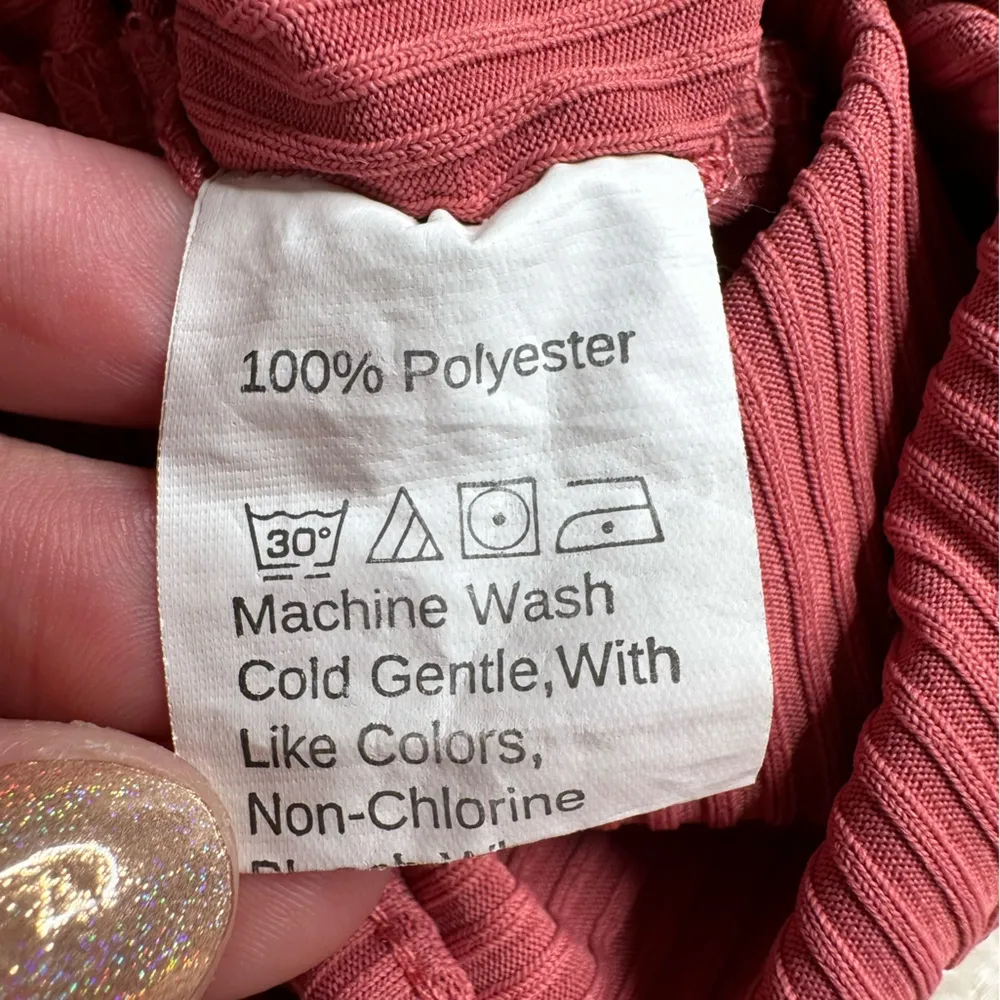 100% Polyester
30°
Machine Wash
Cold Gentle,With
Like Colors,
Non-Chlorine